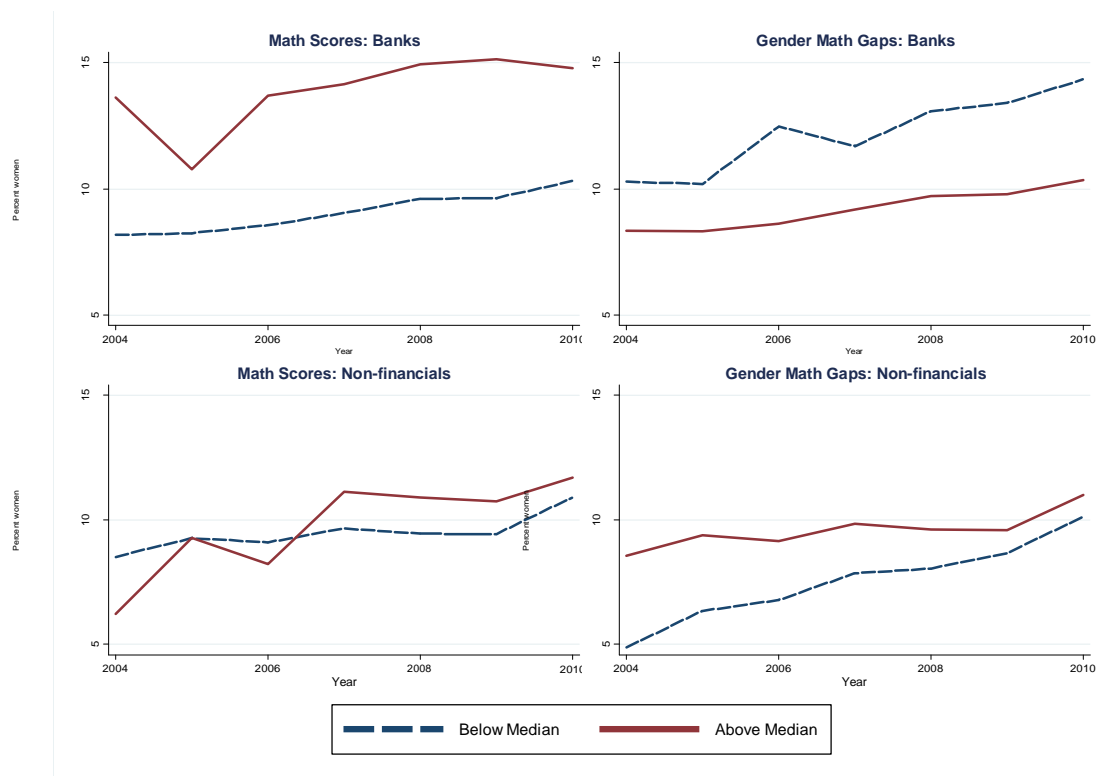 Math Scores: Banks
Percent women
15
10
5
2004 2006 2008 2010
Year
Gender Math Gaps: Banks
15
10
5
2004 2006 2008 2010
Year
Math Scores: Non-financials
Percent women
15
10
5
2004 2006 2008 2010
Year
Gender Math Gaps: Non-financials
Percent women
15
10
5
2004 2006 2008 2010
Year
Below Median Above Median